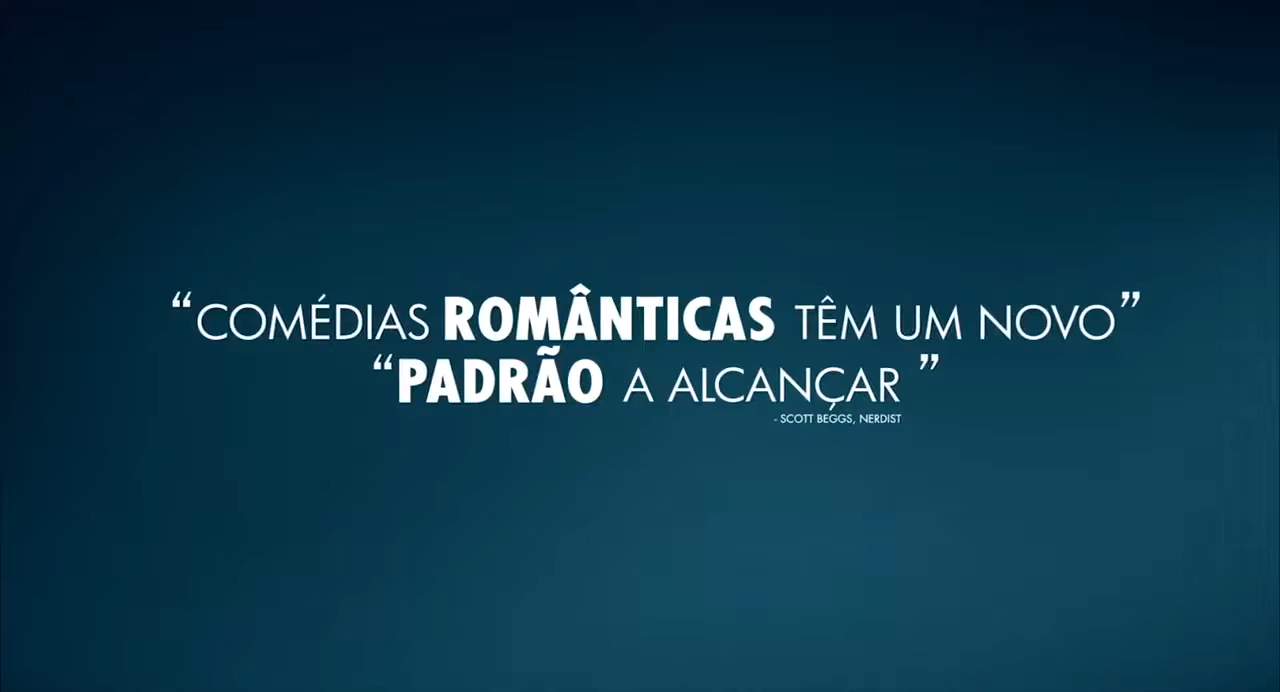 “COMÉDIAS ROMÂNTICAS TÊM UM NOVO”
“PADRÃO A ALCANÇAR ”
- SCOTT BEGGS, NERDIST